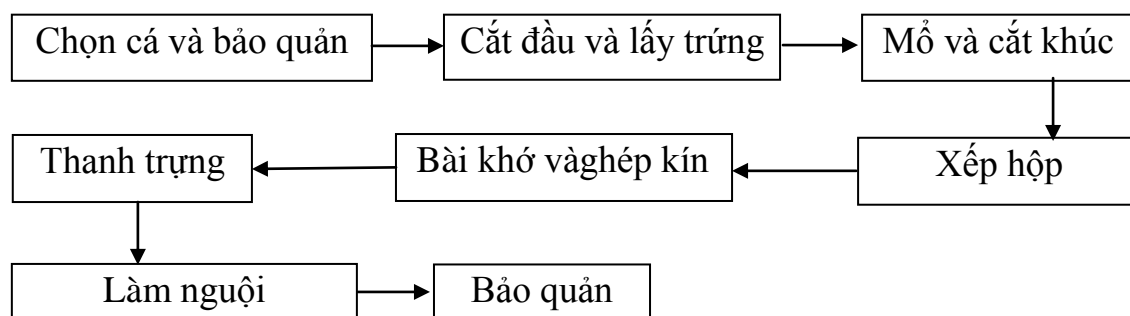 Chọn cá và bảo quản
Cắt đầu và lấy trứng
Mổ và cắt khúc
Xếp hộp
Bài khớ vàghép kín
Thanh trựng
Làm nguội
Bảo quản